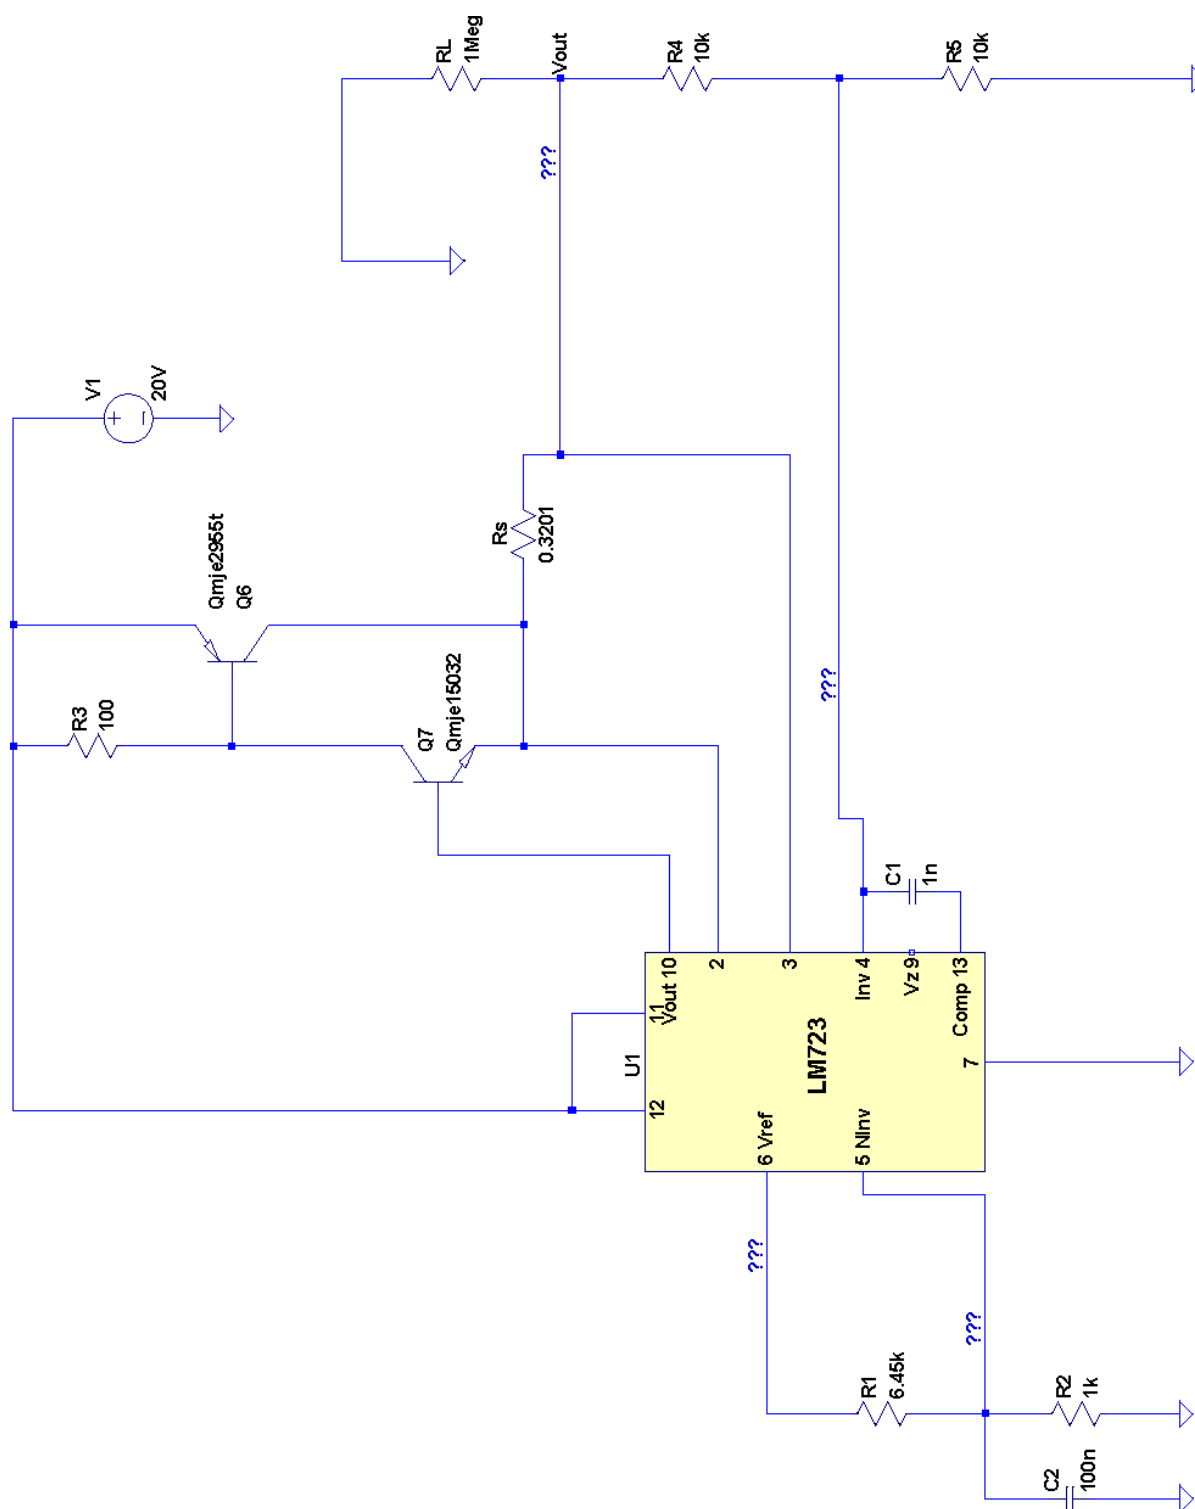 V1
20V
RL
1Meg
Vout
R4
10k
R5
10k
???
???
Qmje2955t
Q6
R3
100
Q7
Qmje15032
Rs
0.3201
C1
1n
U1
12
11
Vout 10
2
3
Inv 4
Vz 9
Comp 13
LM723
7
6 Vref
5 NInv
???
???
R1
6.45k
R2
1k
C2
100n